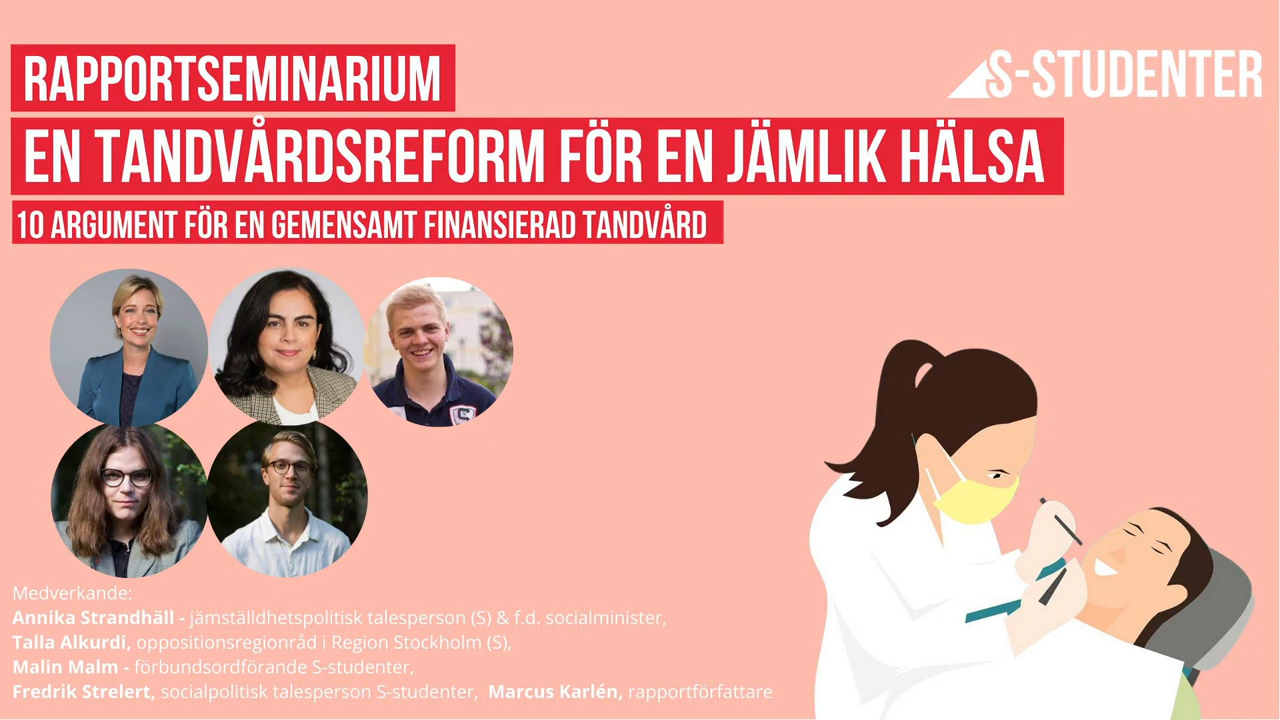 RAPPORTSEMINARIUM
S-STUDENTER
EN TANDVÅRDSREFORM FÖR EN JÄMLIK HÄLSA
10 ARGUMENT FÖR EN GEMENSAMT FINANSIERAD TANDVÅRD
Medverkande:
Annika Strandhäll - jämställdhetspolitisk talesperson (S) & f.d. socialminister,
Talla Alkurdi, oppositionsregionråd i Region Stockholm (S),
Malin Malm - förbundsordförande S-studenter,
Fredrik Strelert, socialpolitisk talesperson S-studenter, Marcus Karlén, rapportförfattare